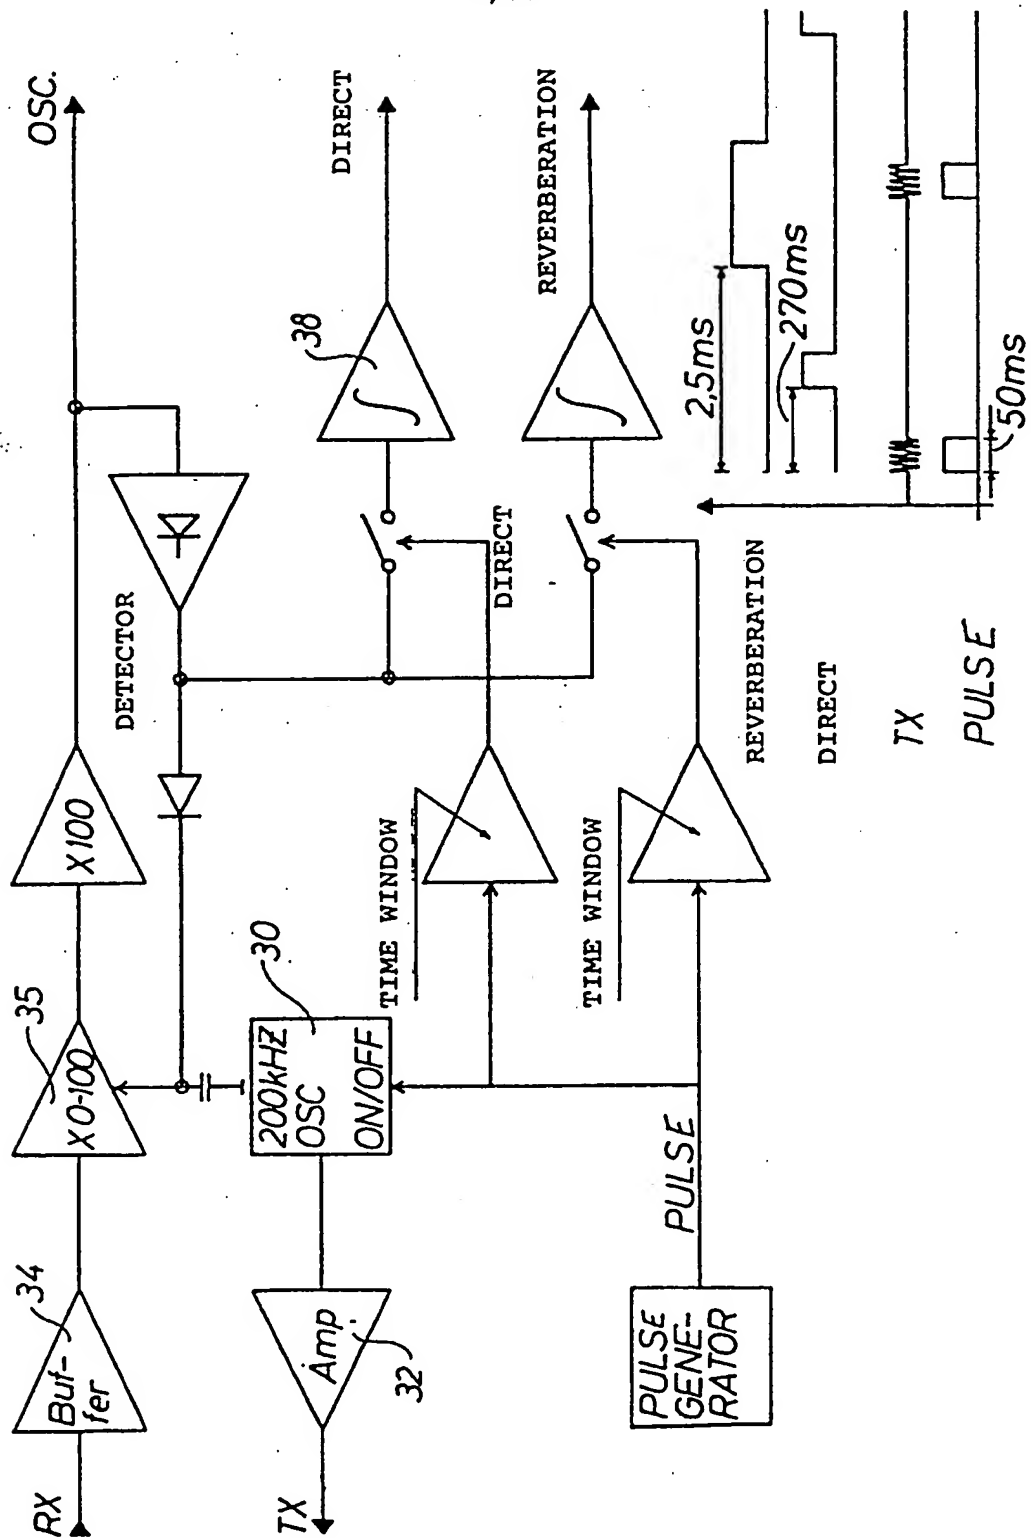 RX
Buf-
fer
34
X0-100
35
X100
OSC.
DETECTOR
TX
Amp.
32
200kHZ
OSC
ON/OFF
30
TIME WINDOW
DIRECT
38
DIRECT
TIME WINDOW
REVERBERATION
PULSE
GENE-
RATOR
PULSE
REVERBERATION
2,5ms
DIRECT
270ms
TX
PULSE
50ms